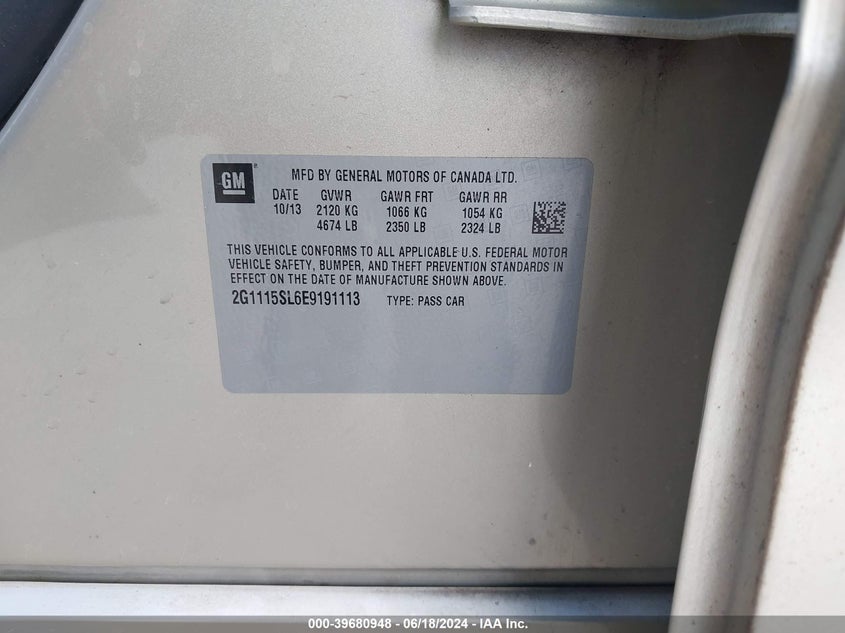 GM ® MFD BY GENERAL MOTORS OF CANADA LTD.
DATE GVWR GAWR FRT GAWR RR
10/13 2120 KG 1066 KG 1054 KG
4674 LB 2350 LB 2324 LB
THIS VEHICLE CONFORMS TO ALL APPLICABLE U.S. FEDERAL MOTOR
VEHICLE SAFETY, BUMPER, AND THEFT PREVENTION STANDARDS IN
EFFECT ON THE DATE OF MANUFACTURE SHOWN ABOVE.
2G1115SL6E9191113 TYPE: PASS CAR
000-39680948 - 06/18/2024 - IAA Inc.